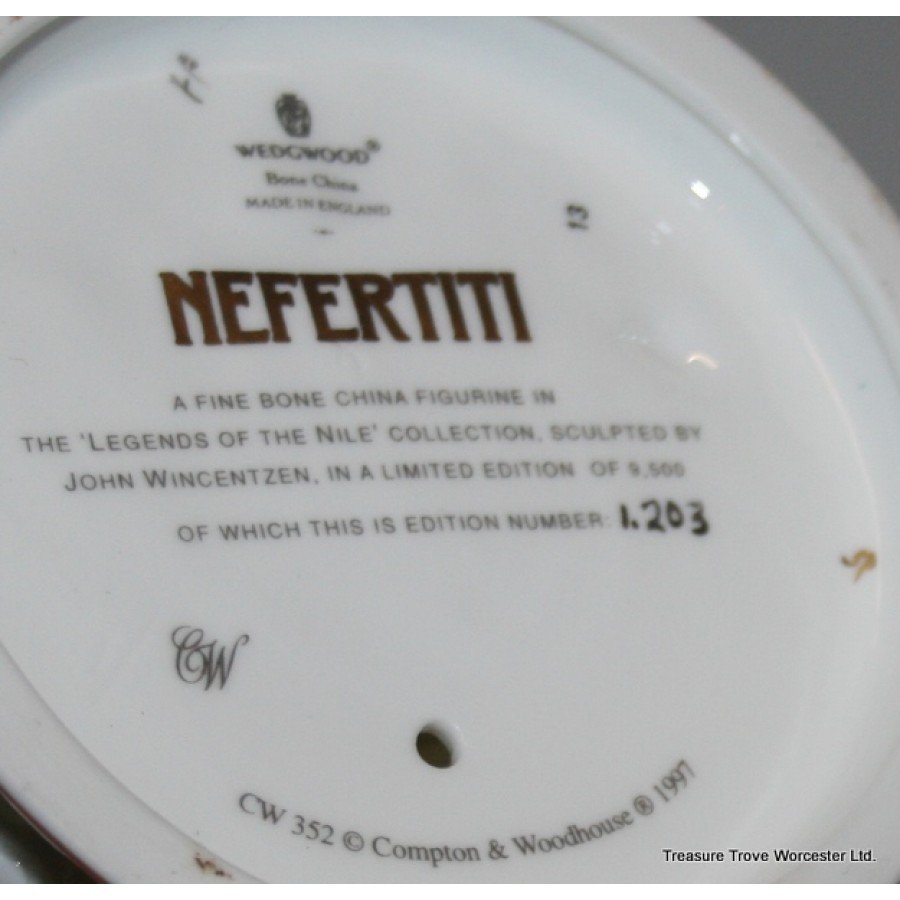 WEDGWOOD®
Bone China
MADE IN ENGLAND
13
NEFERTITI
A FINE BONE CHINA FIGURINE IN
THE 'LEGENDS OF THE NILE' COLLECTION, SCULPTED BY
JOHN WINCENTZEN, IN A LIMITED EDITION OF 9,500
OF WHICH THIS IS EDITION NUMBER: 1.203
CW
CW 352 © Compton & Woodhouse ® 1997
Treasure Trove Worcester Ltd.